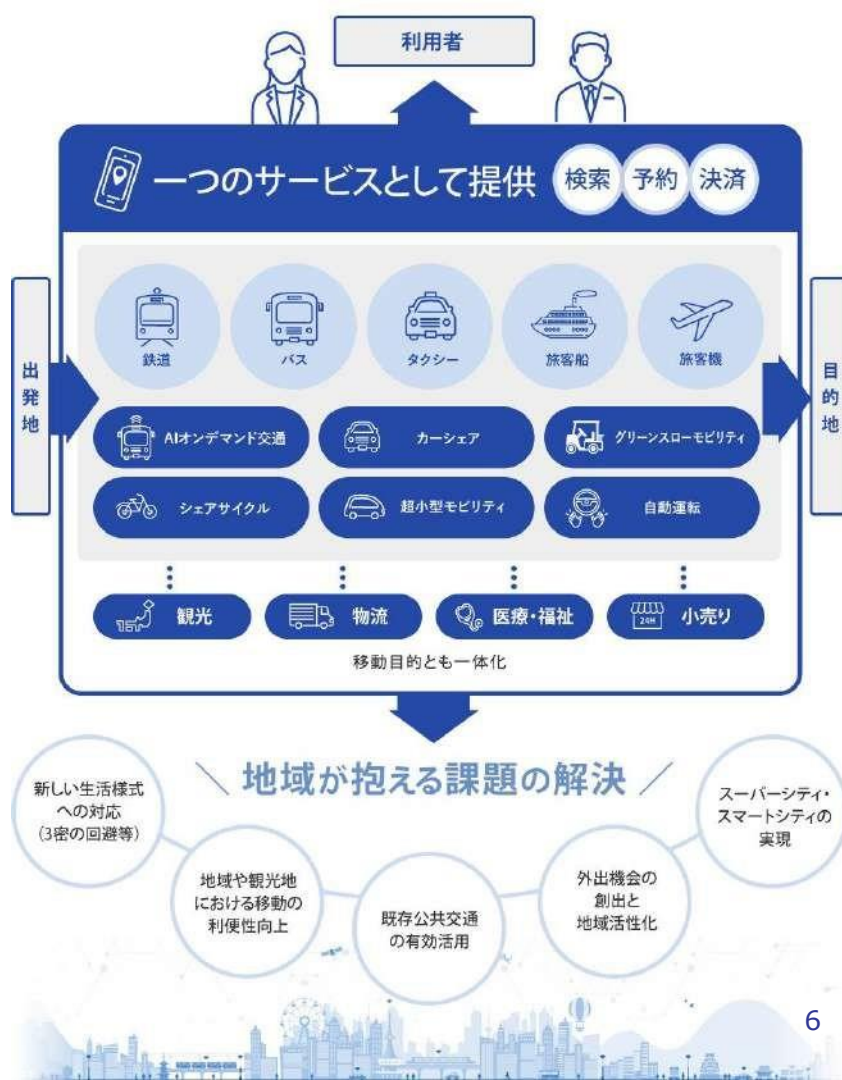 利用者
一つのサービスとして提供
検索
予約
決済
出発地
目的地
鉄道
バス
タクシー
旅客船
旅客機
AIオンデマンド交通
カーシェア
グリーンスローモビリティ
シェアサイクル
超小型モビリティ
自動運転
観光
物流
医療・福祉
24H
小売り
移動目的とも一体化
地域が抱える課題の解決
新しい生活様式
への対応
(3密の回避等)
地域や観光地
における移動の
利便性向上
既存公共交通
の有効活用
外出機会の
創出と
地域活性化
スーパーシティ・
スマートシティの
実現
6